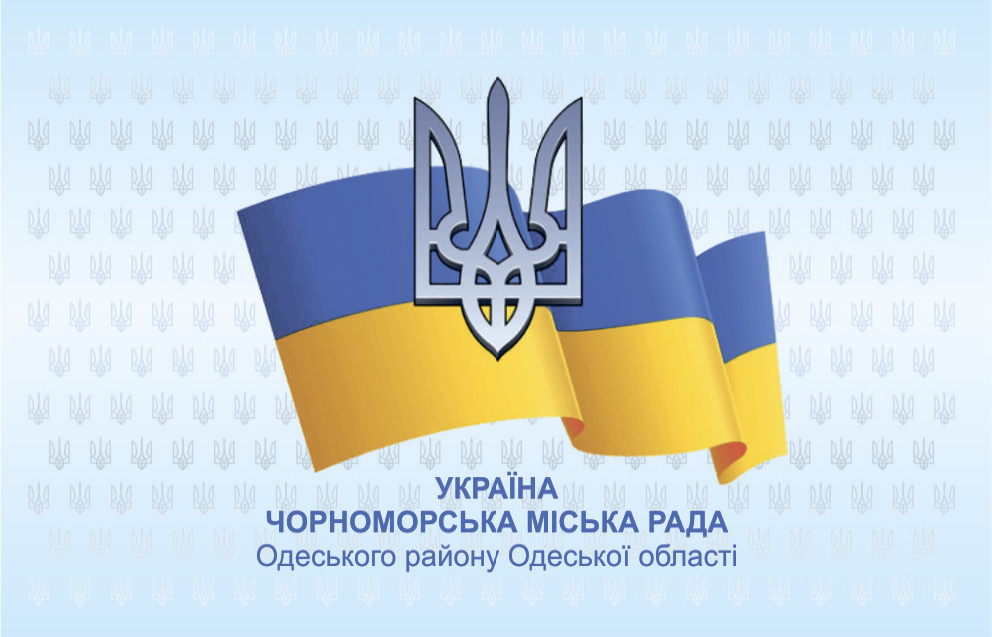 УКРАЇНА
ЧОРНОМОРСЬКА МІСЬКА РАДА
Одеського району Одеської області